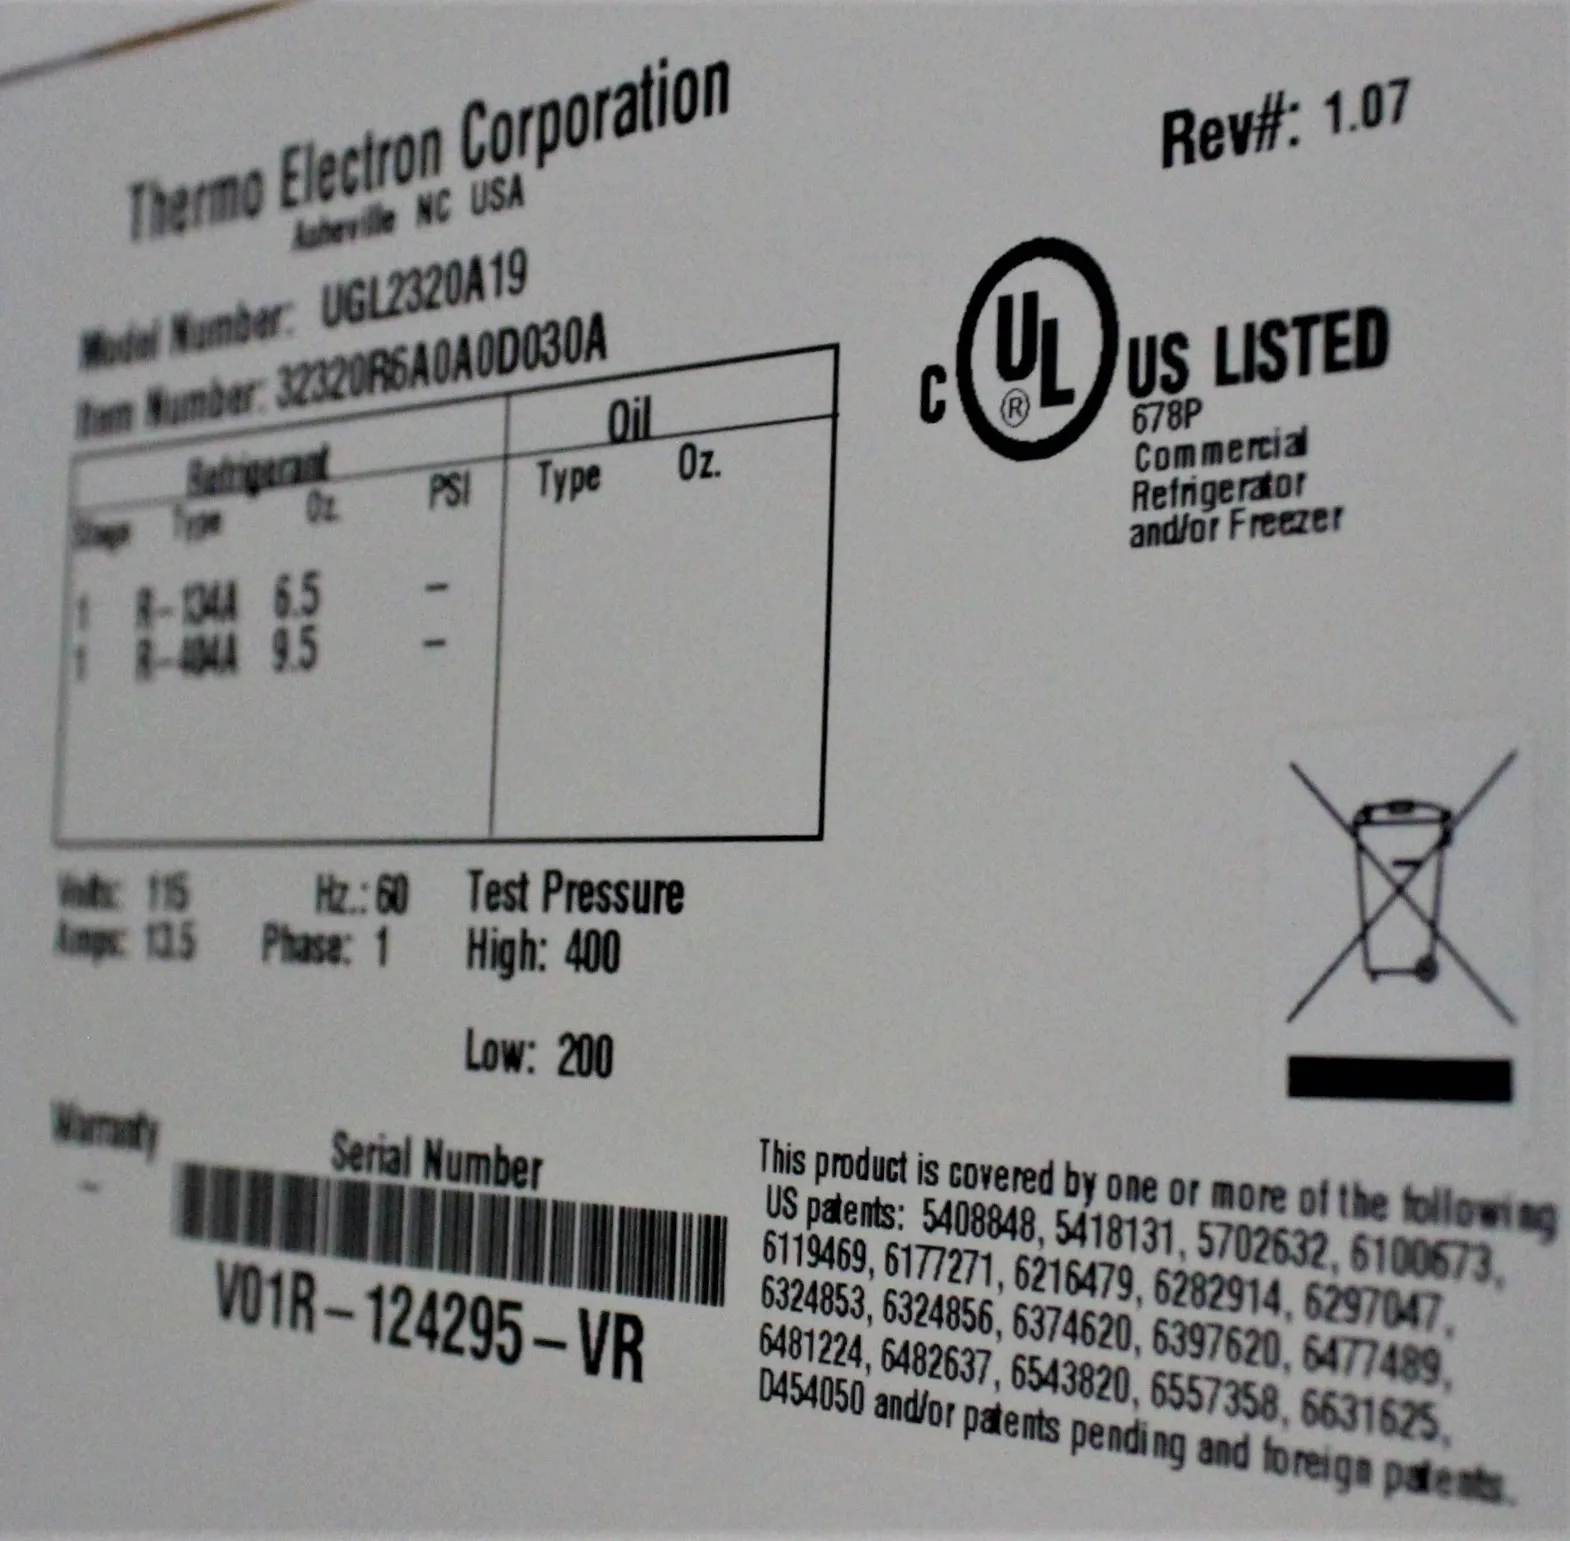 Thermo Electron Corporation
Asheville NC USA
Rev#: 1.07
Model Number: UGL2320A19
Item Number: 32320R6A0A0D030A
Refrigerant Oil
Stage Type Oz. PSI Type Oz.
1 R-134A 6.5 -
1 R-404A 9.5 -
C UL ® US LISTED
678P
Commercial
Refrigerator
and/or Freezer
Volts: 115 Hz.: 60 Test Pressure
Amps: 13.5 Phase: 1 High: 400
Low: 200
Warranty
-
Serial Number
V01R-124295-VR
This product is covered by one or more of the following
US patents: 5408848, 5418131, 5702632, 6100673,
6119469, 6177271, 6216479, 6282914, 6297047,
6324853, 6324856, 6374620, 6397620, 6477489,
6481224, 6482637, 6543820, 6557358, 6631625,
D454050 and/or patents pending and foreign patents.